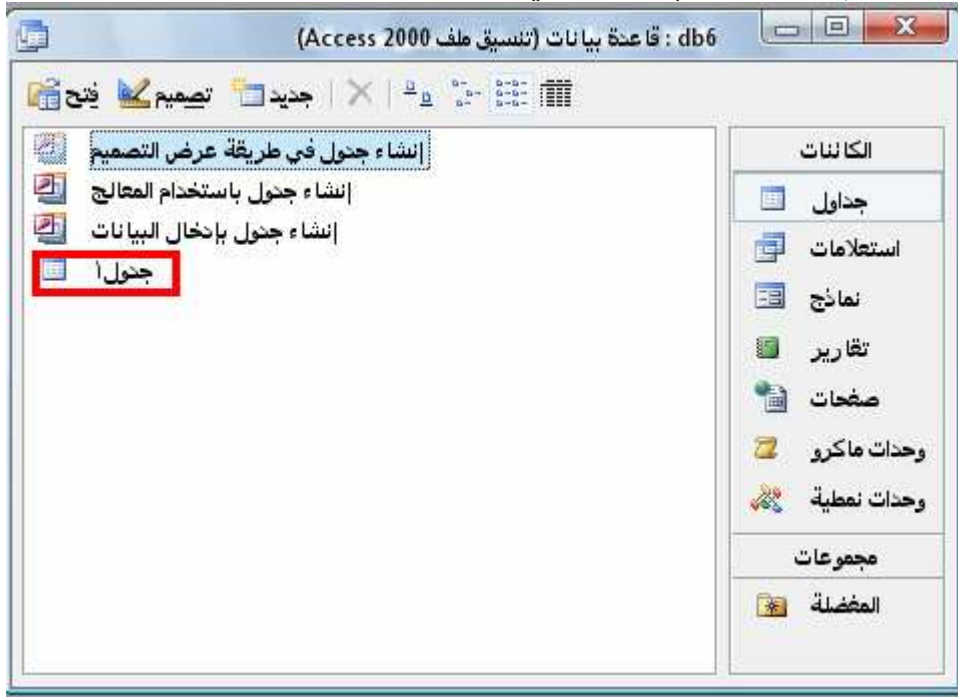 db6 : قاعدة بيانات (تنسيق ملف Access 2000)
فتح تصميم جديد
الكائنات
جداول
استعلامات
نماذج
تقارير
صفحات
وحدات ماكرو
وحدات نمطية
مجموعات
المفضلة
إنشاء جدول في طريقة عرض التصميم
إنشاء جدول باستخدام المعالج
إنشاء جدول بإدخال البيانات
جدول١